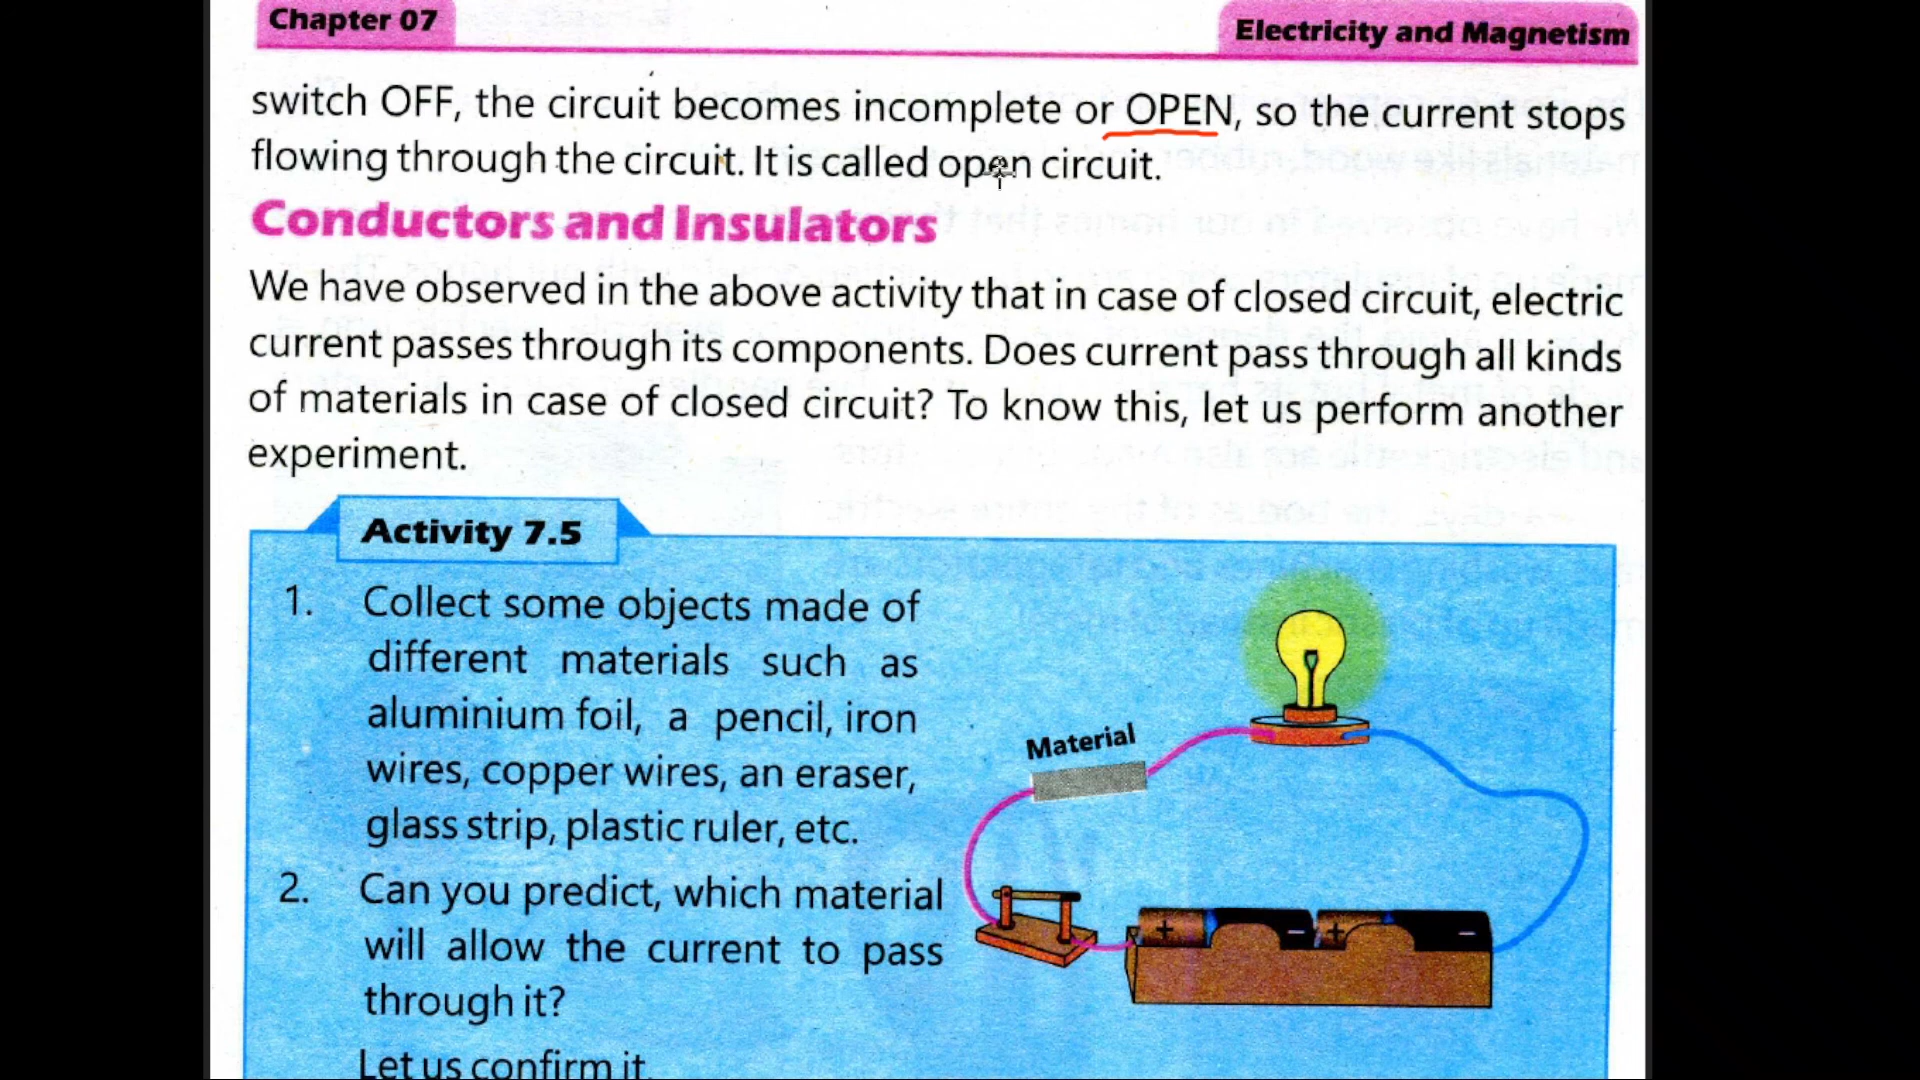 Chapter 07
Electricity and Magnetism
switch OFF, the circuit becomes incomplete or OPEN, so the current stops
flowing through the circuit. It is called open circuit.
Conductors and Insulators
We have observed in the above activity that in case of closed circuit, electric
current passes through its components. Does current pass through all kinds
of materials in case of closed circuit? To know this, let us perform another
experiment.
Activity 7.5
1. Collect some objects made of
different materials such as
aluminium foil, a pencil, iron
wires, copper wires, an eraser,
glass strip, plastic ruler, etc.
2. Can you predict, which material
will allow the current to pass
through it?
Let us confirm it.
Material
+ − + −